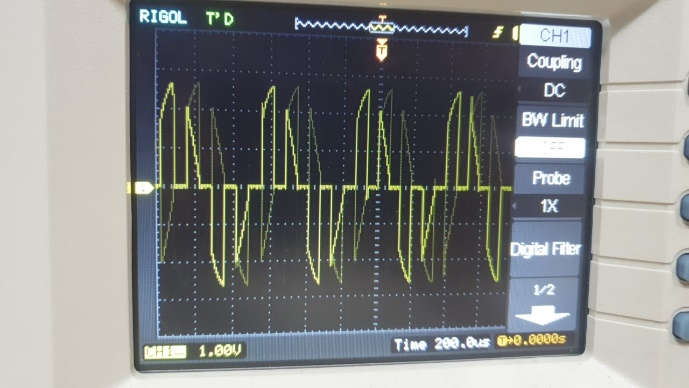 RIGOL T'D
T
T
CH1
Coupling
DC
BW Limit
Probe
1X
Digital Filter
1/2
1.00V Time 200.0us T→0.0000s